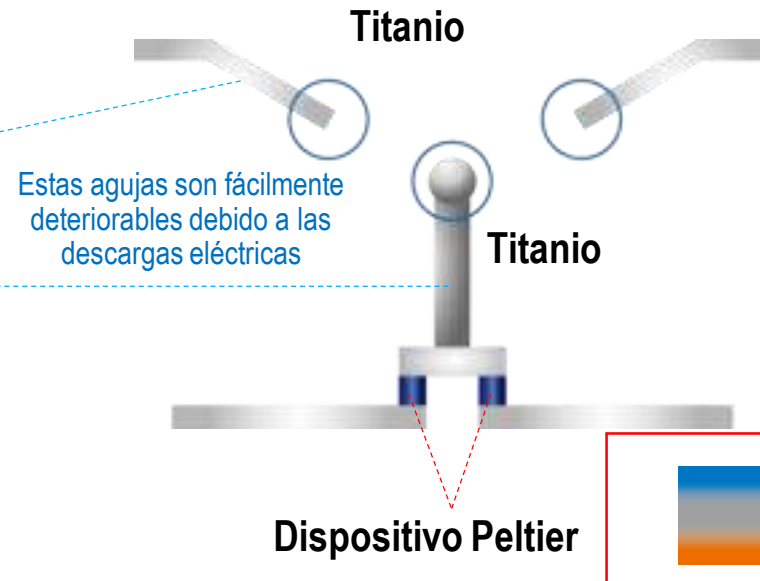 Titanio
Estas agujas son fácilmente
deteriorables debido a las
descargas eléctricas
Titanio
Dispositivo Peltier